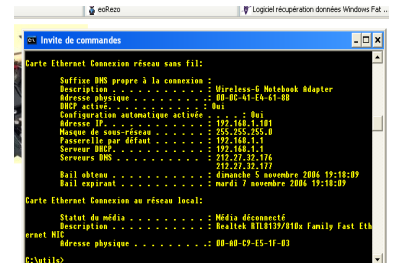 eoRezo
Logiciel récupération données Windows Fat ..
Invite de commandes
Carte Ethernet Connexion réseau sans fil:
Suffixe DNS propre à la connexion :
Description . . . . . . . . . . . : Wireless-G Notebook Adapter
Adresse physique . . . . . . . . .: 00-0C-41-E4-61-8B
DHCP activé. . . . . . . . . . . : Oui
Configuration automatique activée . . . . : Oui
Adresse IP. . . . . . . . . . . . : 192.168.1.101
Masque de sous-réseau . . . . . . : 255.255.255.0
Passerelle par défaut . . . . . . : 192.168.1.1
Serveur DHCP. . . . . . . . . . . : 192.168.1.1
Serveurs DNS . . . . . . . . . . : 212.27.32.176
212.27.32.177
Bail obtenu . . . . . . . . . . . : dimanche 5 novembre 2006 19:18:09
Bail expirant . . . . . . . . . . : mardi 7 novembre 2006 19:18:09
Carte Ethernet Connexion au réseau local:
Statut du média . . . . . . . . . : Média déconnecté
Description . . . . . . . . . . . : Realtek RTL8139/810x Family Fast Eth
ernet NIC
Adresse physique . . . . . . . . .: 00-A0-C9-E5-1F-03
C:\utils>